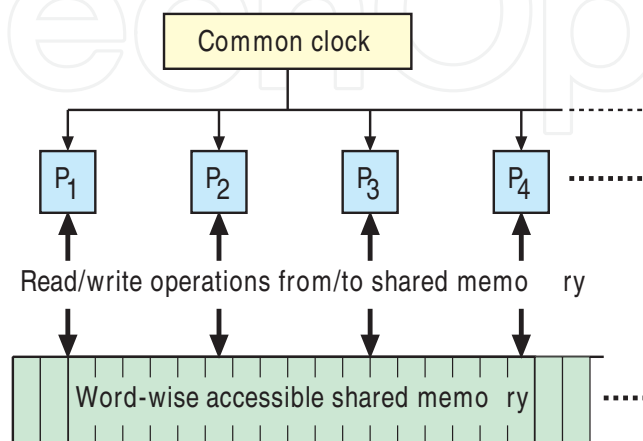 Common clock
P1 P2 P3 P4
Read/write operations from/to shared memo ry
Word-wise accessible shared memo ry